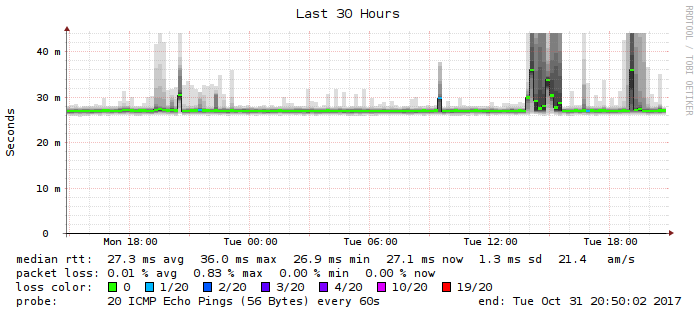 Last 30 Hours
RRDTOOL / TOBI OETIKER
Seconds
40 m
30 m
20 m
10 m
0
Mon 18:00 Tue 00:00 Tue 06:00 Tue 12:00 Tue 18:00
median rtt: 27.3 ms avg 36.0 ms max 26.9 ms min 27.1 ms now 1.3 ms sd 21.4 am/s
packet loss: 0.01 % avg 0.83 % max 0.00 % min 0.00 % now
loss color: 0 1/20 2/20 3/20 4/20 10/20 19/20
probe: 20 ICMP Echo Pings (56 Bytes) every 60s end: Tue Oct 31 20:50:02 2017